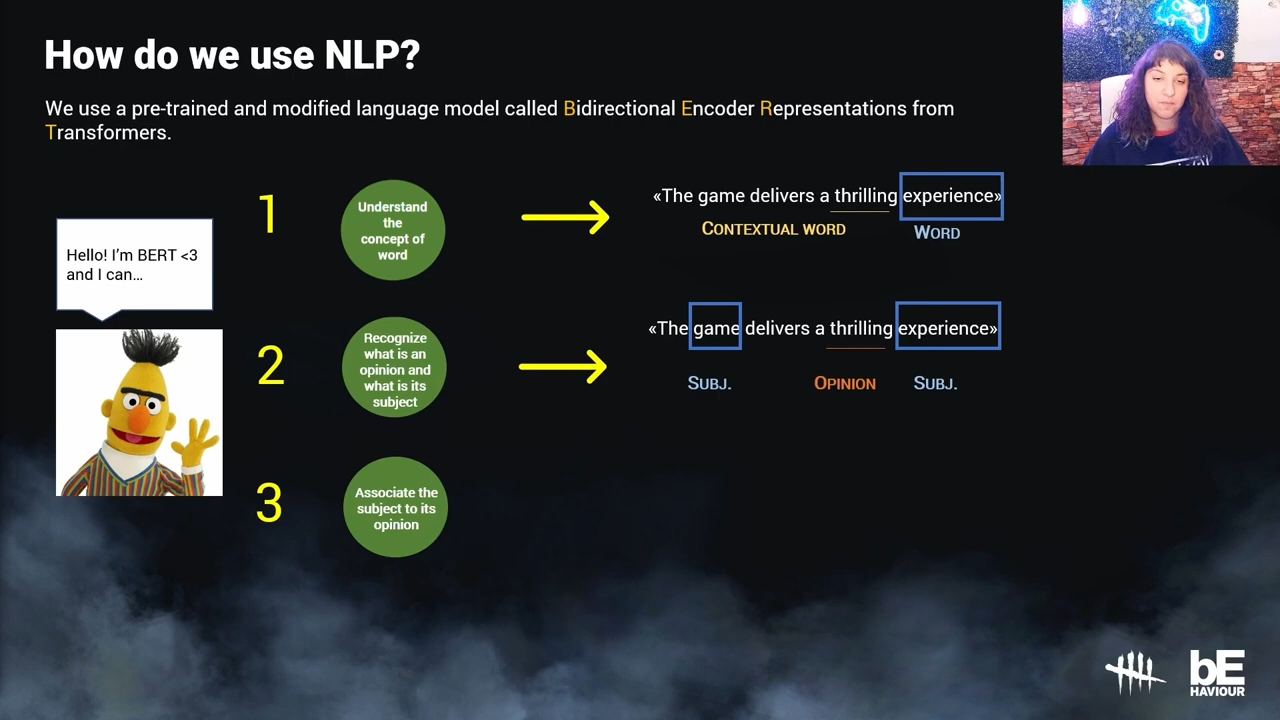 How do we use NLP?
We use a pre-trained and modified language model called Bidirectional Encoder Representations from
Transformers.
Hello! I'm BERT <3
and I can...
1
Understand
the
concept of
word
«The game delivers a thrilling experience»
CONTEXTUAL WORD
WORD
2
Recognize
what is an
opinion and
what is its
subject
«The game delivers a thrilling experience»
SUBJ.
OPINION
SUBJ.
3
Associate the
subject to its
opinion
bE
HAVIOUR